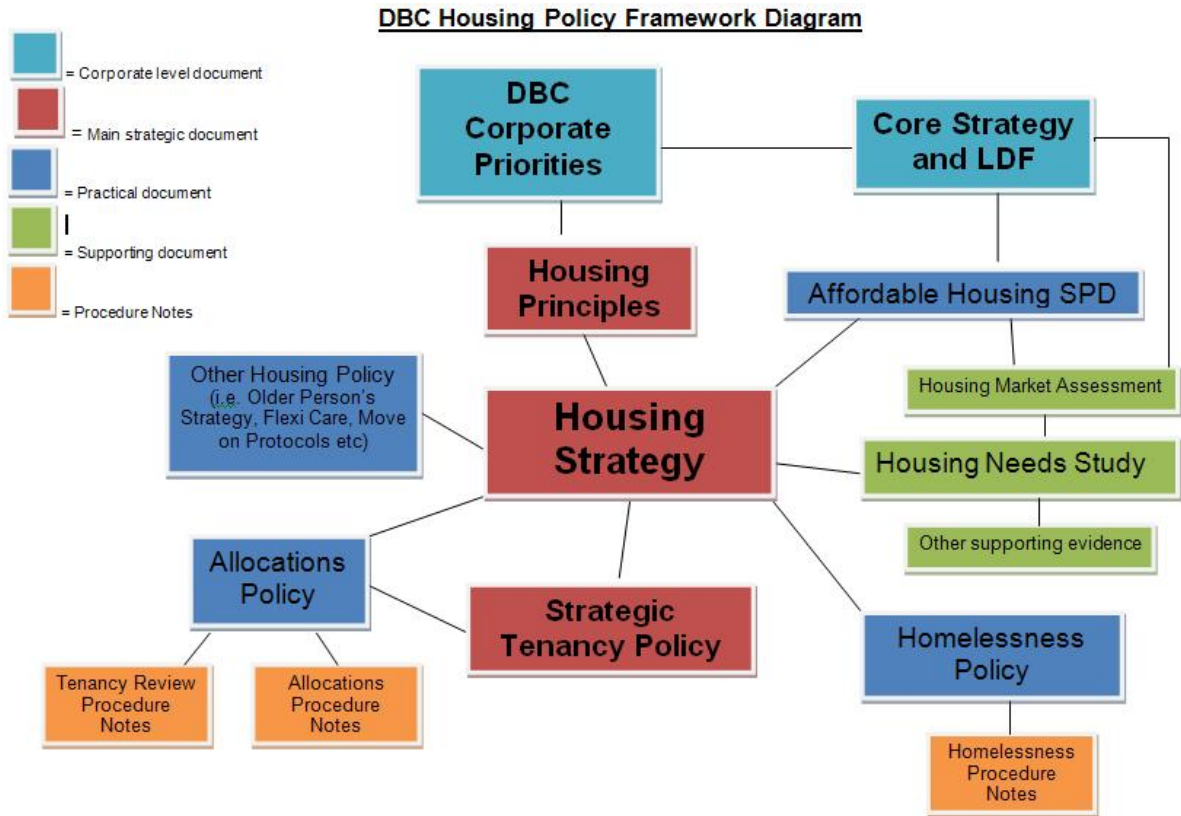 DBC Housing Policy Framework Diagram
= Corporate level document
= Main strategic document
= Practical document
= Supporting document
= Procedure Notes
DBC
Corporate
Priorities
Core Strategy
and LDF
Housing
Principles
Affordable Housing SPD
Other Housing Policy
(i.e. Older Person's
Strategy, Flexi Care, Move
on Protocols etc)
Housing
Strategy
Housing Market Assessment
Housing Needs Study
Other supporting evidence
Allocations
Policy
Strategic
Tenancy Policy
Homelessness
Policy
Tenancy Review
Procedure
Notes
Allocations
Procedure
Notes
Homelessness
Procedure
Notes